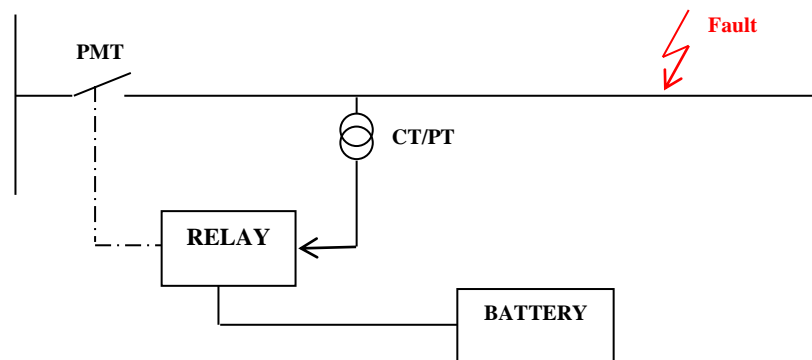 PMT
Fault
CT/PT
RELAY
BATTERY